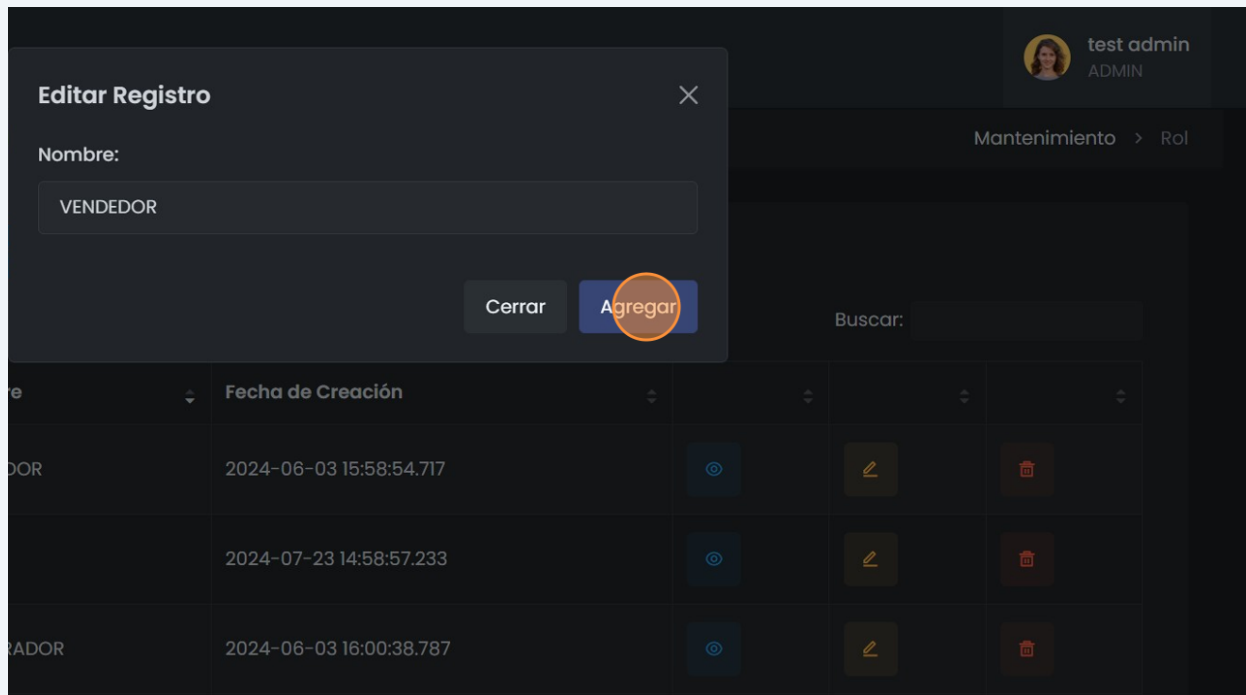 test admin
ADMIN
Editar Registro
Mantenimiento > Rol
Nombre:
VENDEDOR
Cerrar
Agregar
Buscar:
re
Fecha de Creación
DOR
2024-06-03 15:58:54.717
2024-07-23 14:58:57.233
RADOR
2024-06-03 16:00:38.787